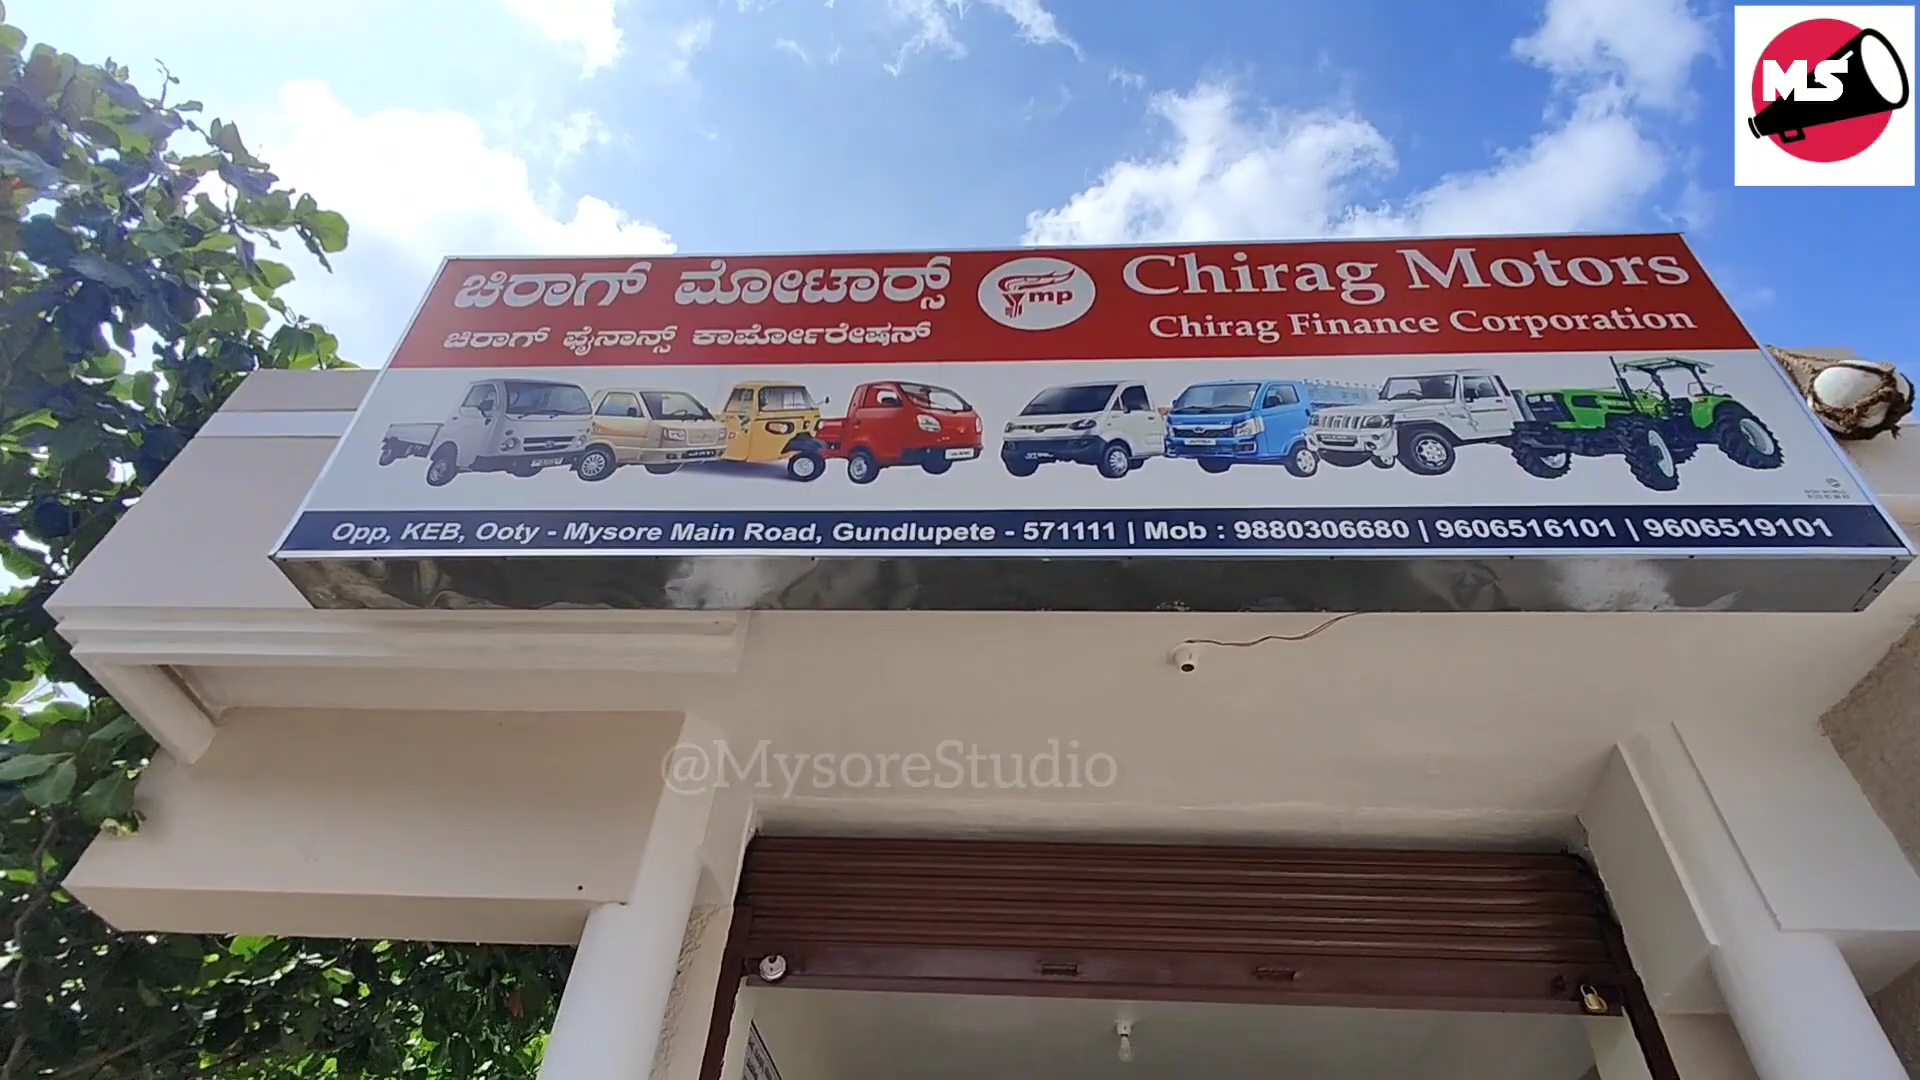 MS
ಚಿರಾಗ್ ಮೋಟಾರ್ಸ್
ಚಿರಾಗ್ ಫೈನಾನ್ಸ್ ಕಾರ್ಪೋರೇಷನ್
Ymp
Chirag Motors
Chirag Finance Corporation
Opp, KEB, Ooty - Mysore Main Road, Gundlupete - 571111 | Mob : 9880306680 | 9606516101 | 9606519101
@MysoreStudio